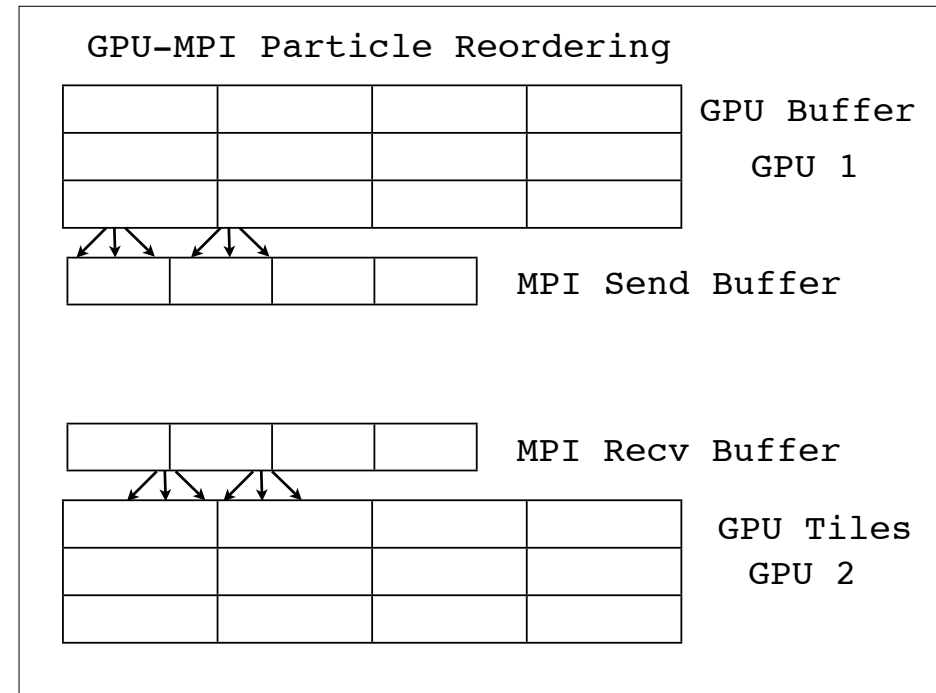 GPU-MPI Particle Reordering
GPU Buffer
GPU 1
MPI Send Buffer
MPI Recv Buffer
GPU Tiles
GPU 2